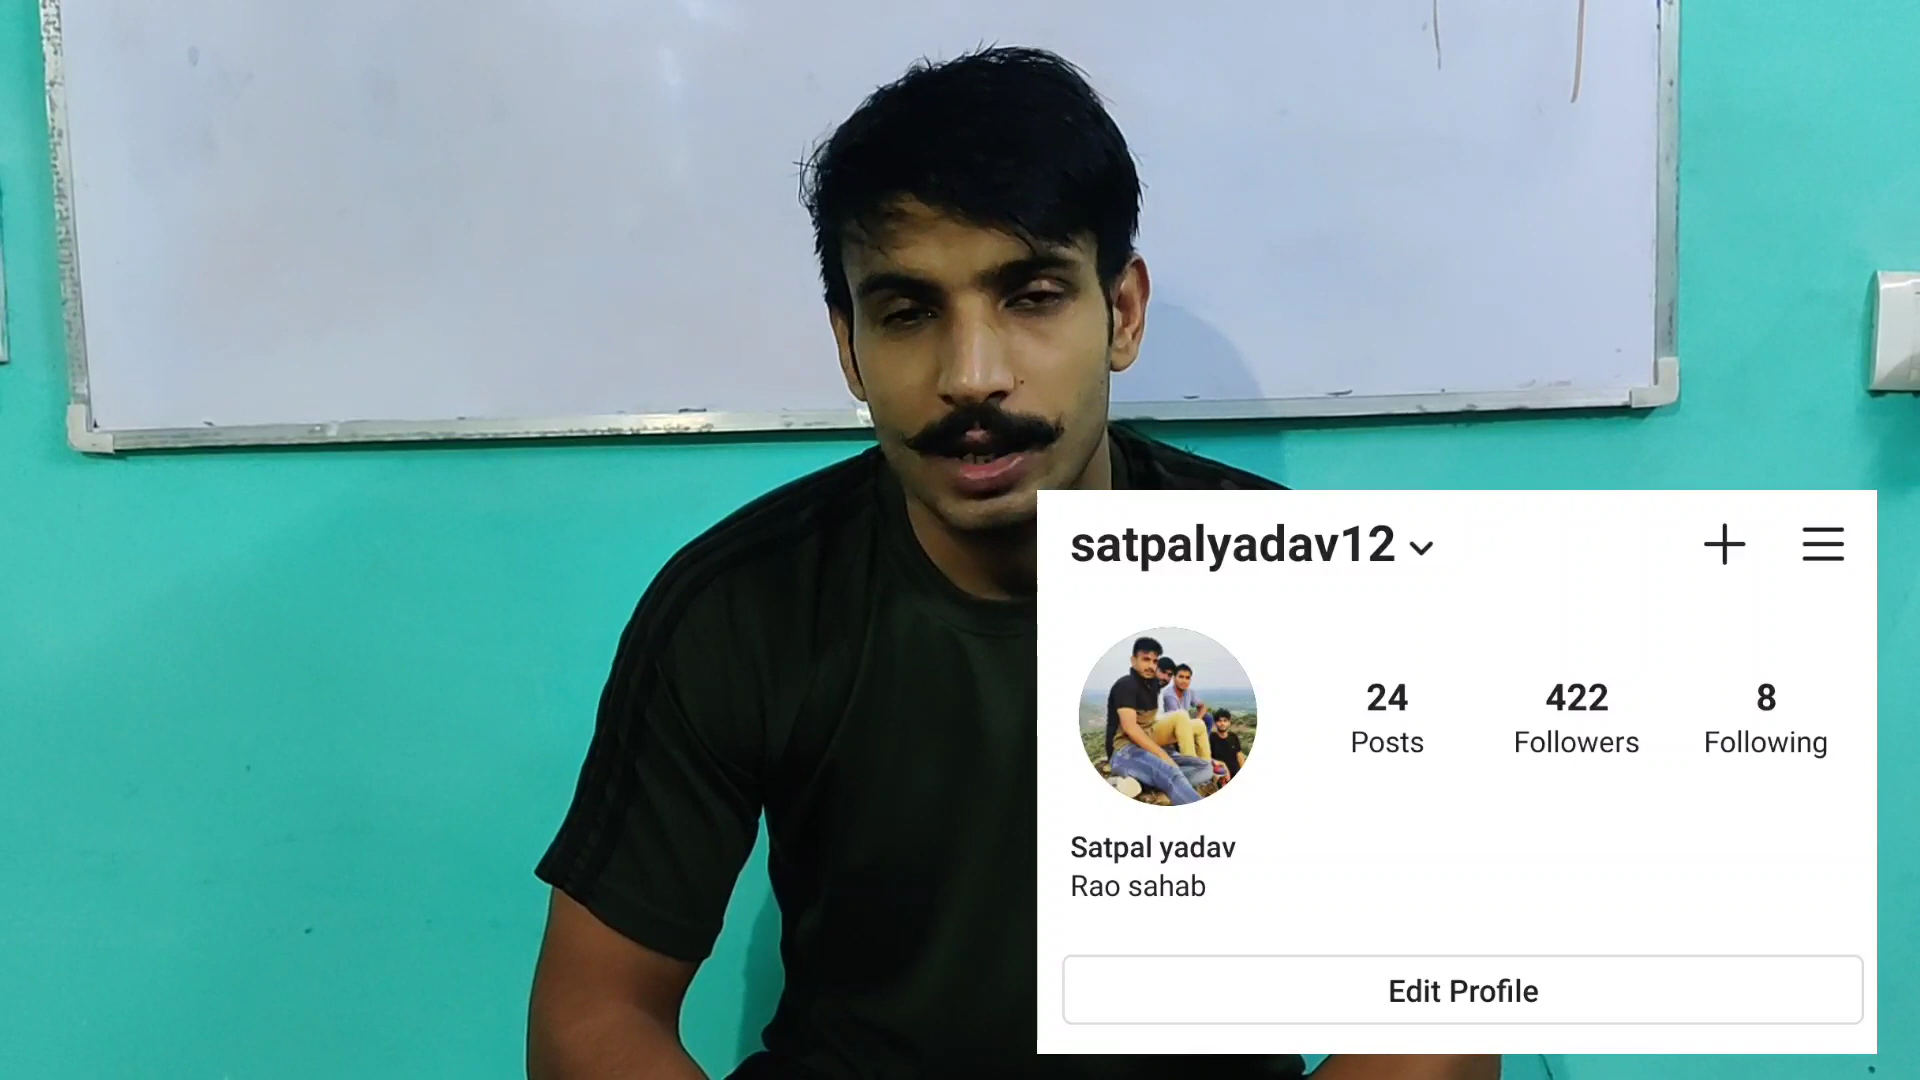 satpalyadav12
24 422 8
Posts Followers Following
Satpal yadav
Rao sahab
Edit Profile